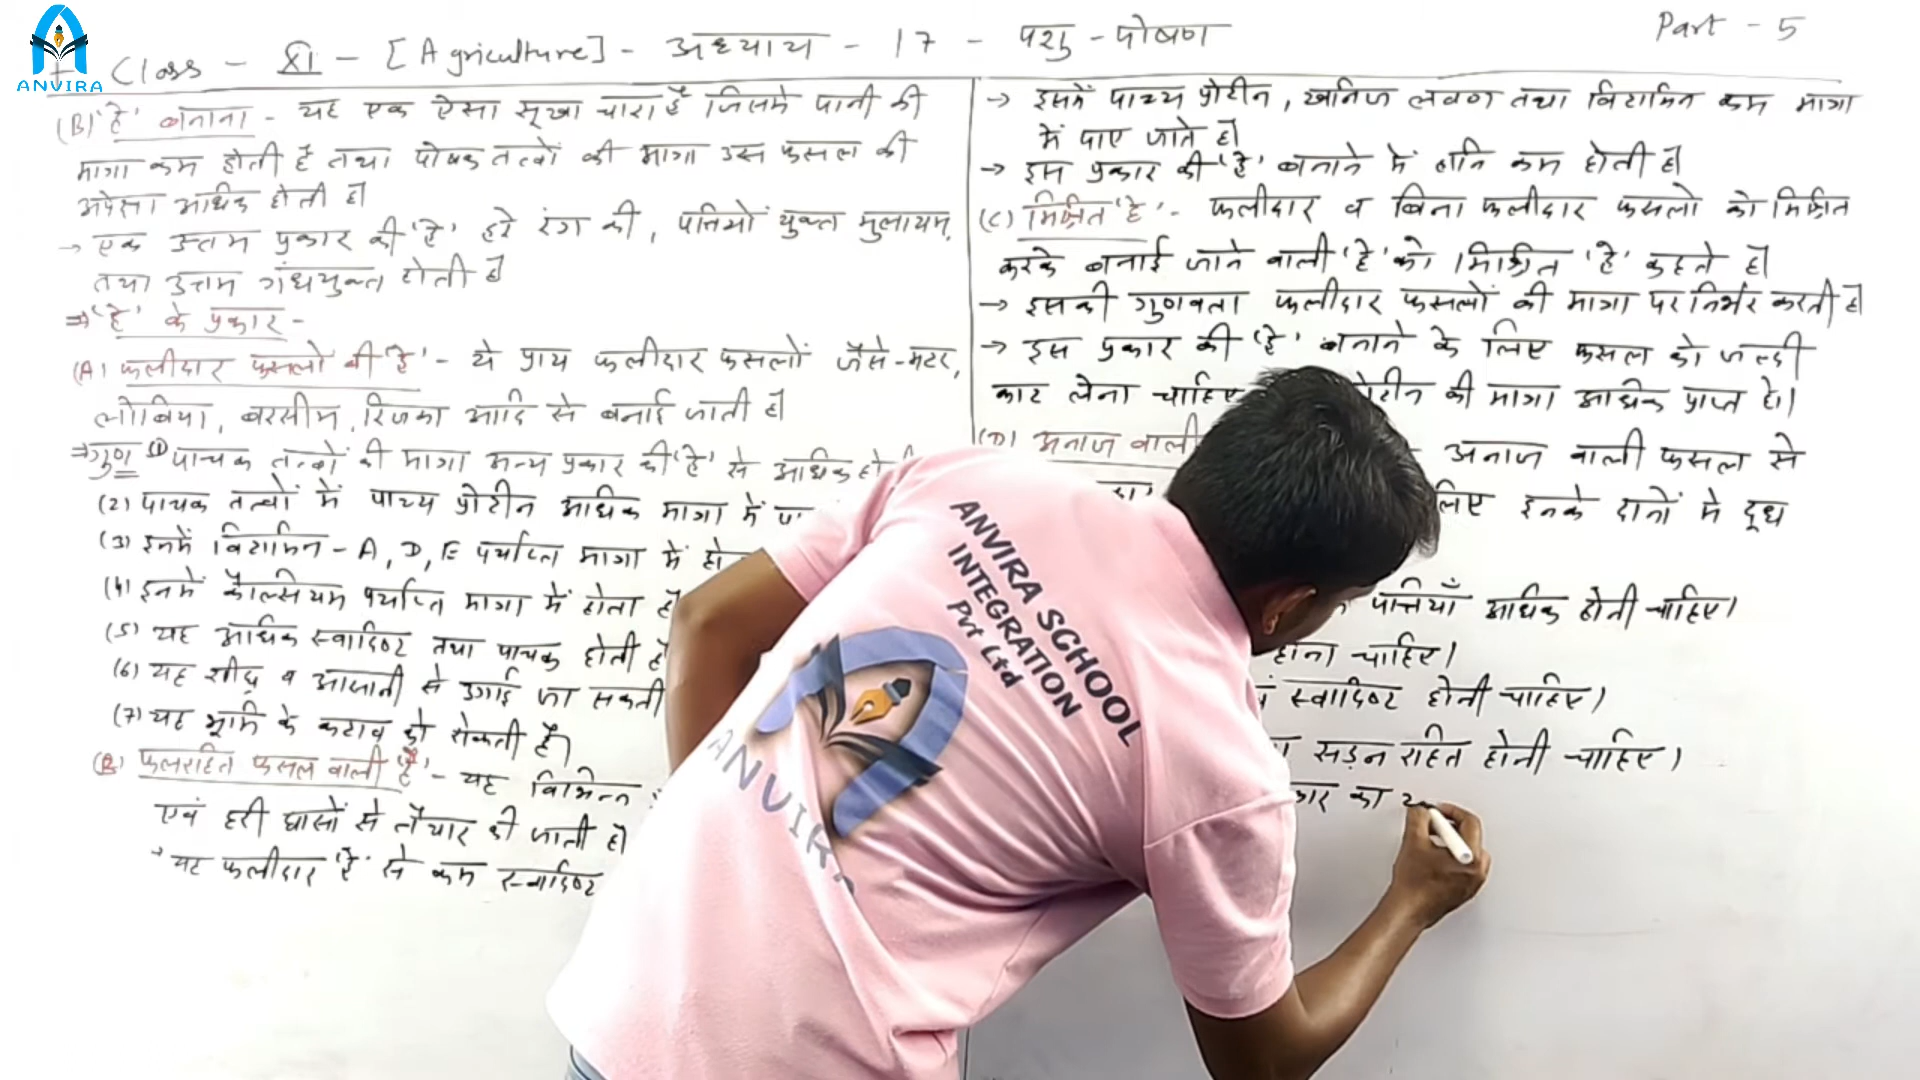 ANVIRA
Class - XI - [Agriculture] - अध्याय - 17 - पशु-पोषण
Part - 5
(B) 'हे' बनाना - यह एक ऐसा सूखा चारा है जिसमे पानी की
मात्रा कम होती है तथा पोषक तत्वों की मात्रा उस फसल की
अपेक्षा अधिक होती है।
→ एक उत्तम प्रकार की 'हे' हरे रंग की, पत्तियों युक्त मुलायम,
तथा उत्तम गंधयुक्त होती है
⇒ 'हे' के प्रकार -
(A) फलीदार फसलों की 'हे' - ये प्राय फलीदार फसलों जैसे-मटर,
लोबिया, बरसीम, रिजका आदि से बनाई जाती है।
⇒ गुण (1) पाचक तत्वों की मात्रा अन्य प्रकार की 'हे' से अधिक
(2) पाचक तत्वों में पाच्य प्रोटीन अधिक मात्रा में
(3) इनमें विटामिन - A, D, E पर्याप्त मात्रा में
(4) इनमें कैल्सियम पर्याप्त मात्रा में होता है
(5) यह अधिक स्वादिष्ट तथा पाचक होती है
(6) यह शीघ्र व आसानी से उगाई जा सकती
(7) यह भूमि के कटाव को रोकती है।
(B) फलरहित फसल वाली 'हे' - यह विभिन्न
एवं हरी घासों से तैयार की जाती है
→ यह फलीदार 'हे' से कम स्वादिष्ट
→ इसमें पाच्य प्रोटीन, खनिज लवण तथा विटामिन कम मात्रा
में पाए जाते है।
→ इस प्रकार की 'हे' बनाने में हानि कम होती है।
(C) मिश्रित 'हे' - फलीदार व बिना फलीदार फसलो को मिश्रित
करके बनाई जाने वाली 'हे' को मिश्रित 'हे' कहते है।
→ इसकी गुणवता फलीदार फसलों की मात्रा पर निर्भर करती है
→ इस प्रकार की 'हे' बनाने के लिए फसल को जल्दी
काट लेना चाहिए प्रोटीन की मात्रा अधिक प्राप्त हो।
(D) अनाज वाली अनाज वाली फसल से
लिए इनके दानों मे दूध
पत्तियाँ अधिक होनी चाहिए।
होना चाहिए।
स्वादिष्ट होनी चाहिए।
सड़न रहित होनी चाहिए।
का
ANVIRA SCHOOL
INTEGRATION
Pvt Ltd
ANVIRA